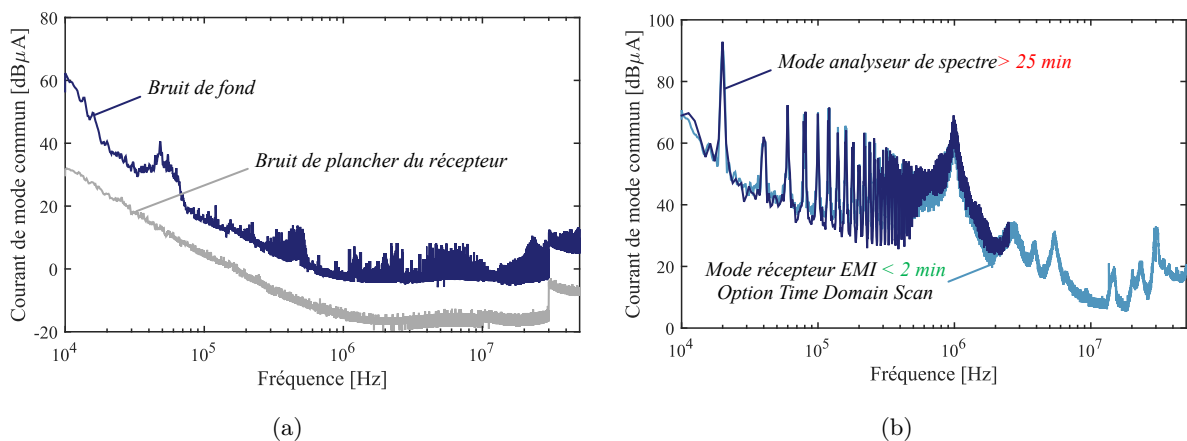 Courant de mode commun [dBµA]
80
60
40
20
0
-20
Bruit de fond
Bruit de plancher du récepteur
10^4
10^5
10^6
10^7
Fréquence [Hz]
(a)
Courant de mode commun [dBµA]
100
80
60
40
20
0
Mode analyseur de spectre > 25 min
Mode récepteur EMI < 2 min
Option Time Domain Scan
10^4
10^5
10^6
10^7
Fréquence [Hz]
(b)